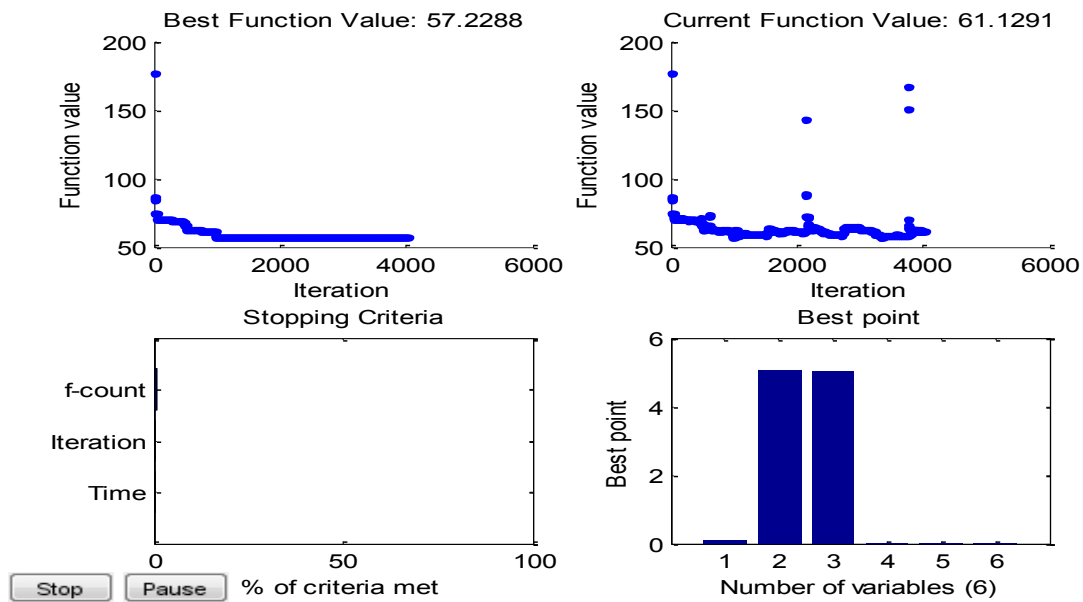 Best Function Value: 57.2288
Function value
200
150
100
50
0
2000
4000
6000
Iteration
Current Function Value: 61.1291
Function value
200
150
100
50
0
2000
4000
6000
Iteration
Stopping Criteria
f-count
Iteration
Time
0
50
100
% of criteria met
Stop
Pause
Best point
Best point
6
4
2
0
1
2
3
4
5
6
Number of variables (6)